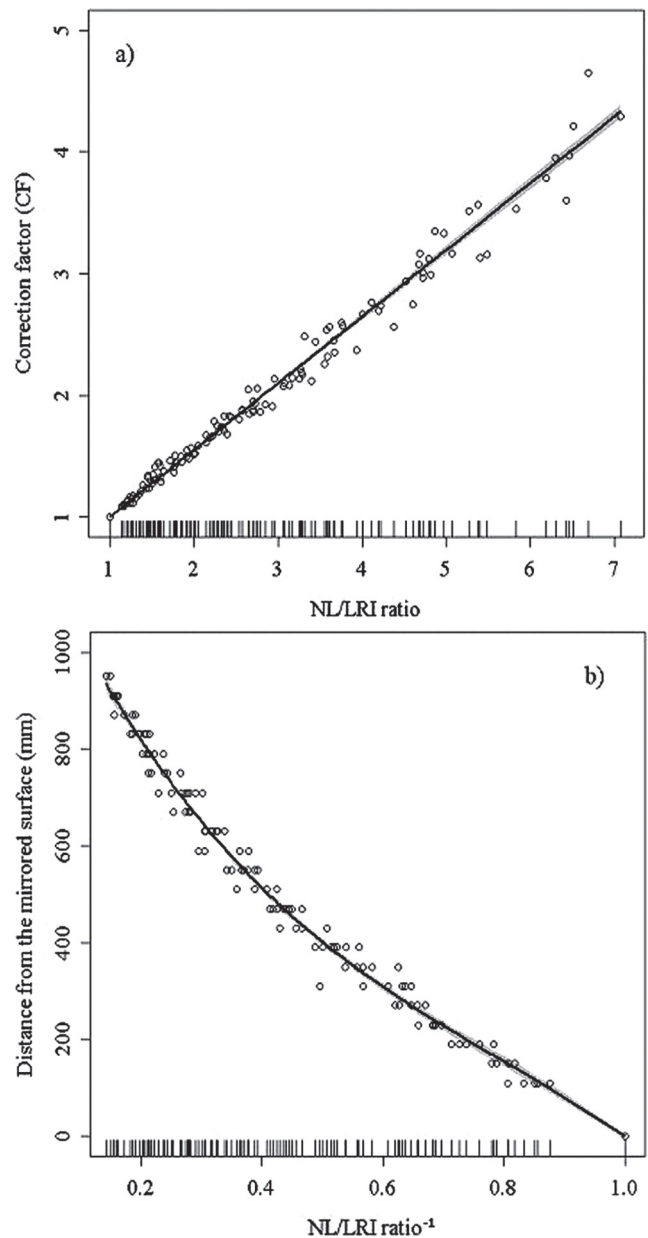 a)
Correction factor (CF)
5
4
3
2
1
1 2 3 4 5 6 7
NL/LRI ratio
b)
Distance from the mirrored surface (mm)
1000
800
600
400
200
0
0.2 0.4 0.6 0.8 1.0
NL/LRI ratio⁻¹